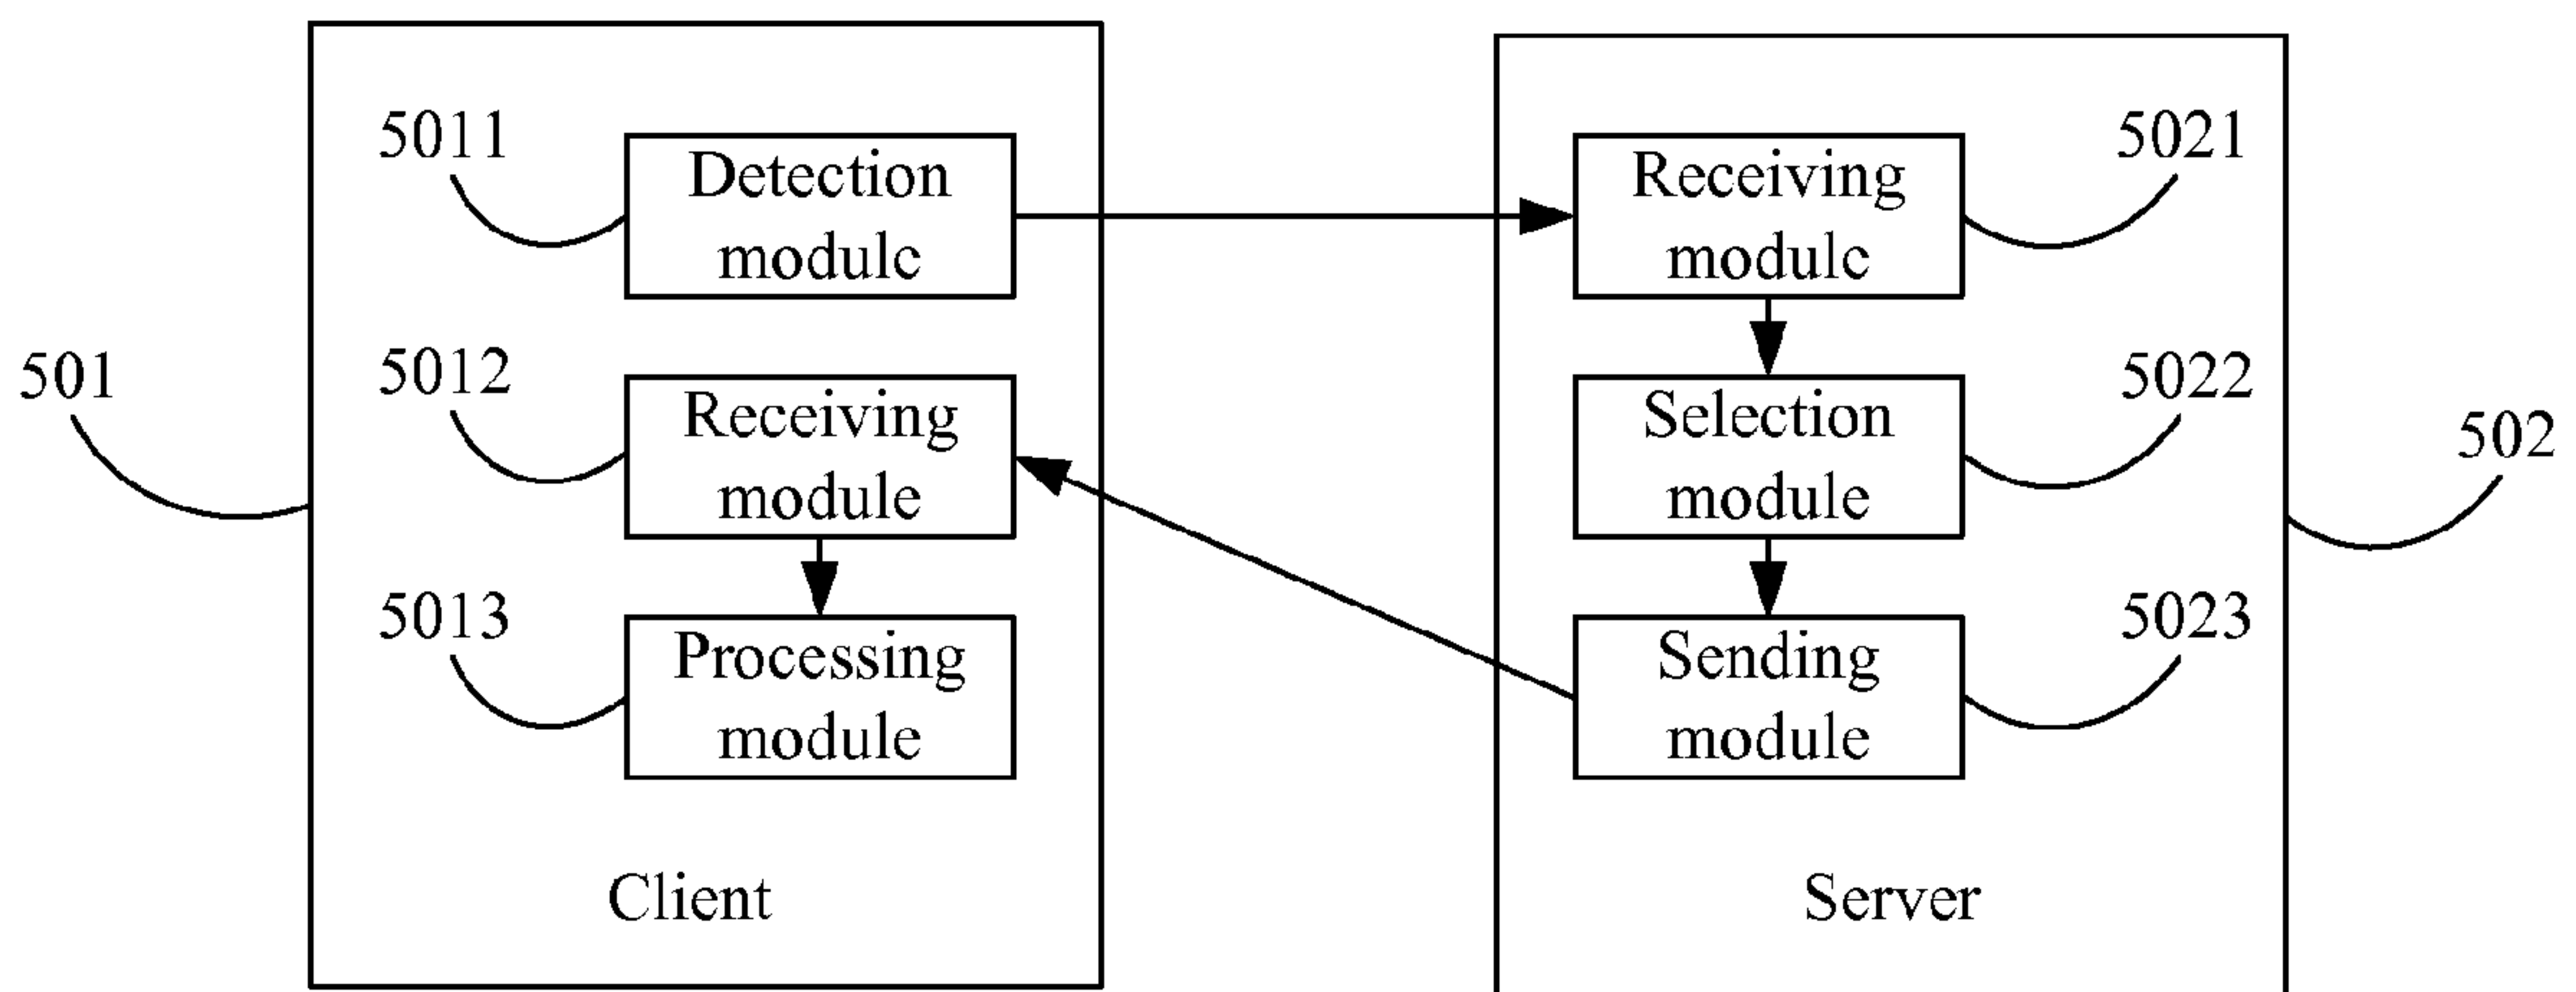 5011
Detection
module
5021
Receiving
module
501
5012
Receiving
module
5022
Selection
module
502
5013
Processing
module
5023
Sending
module
Client
Server